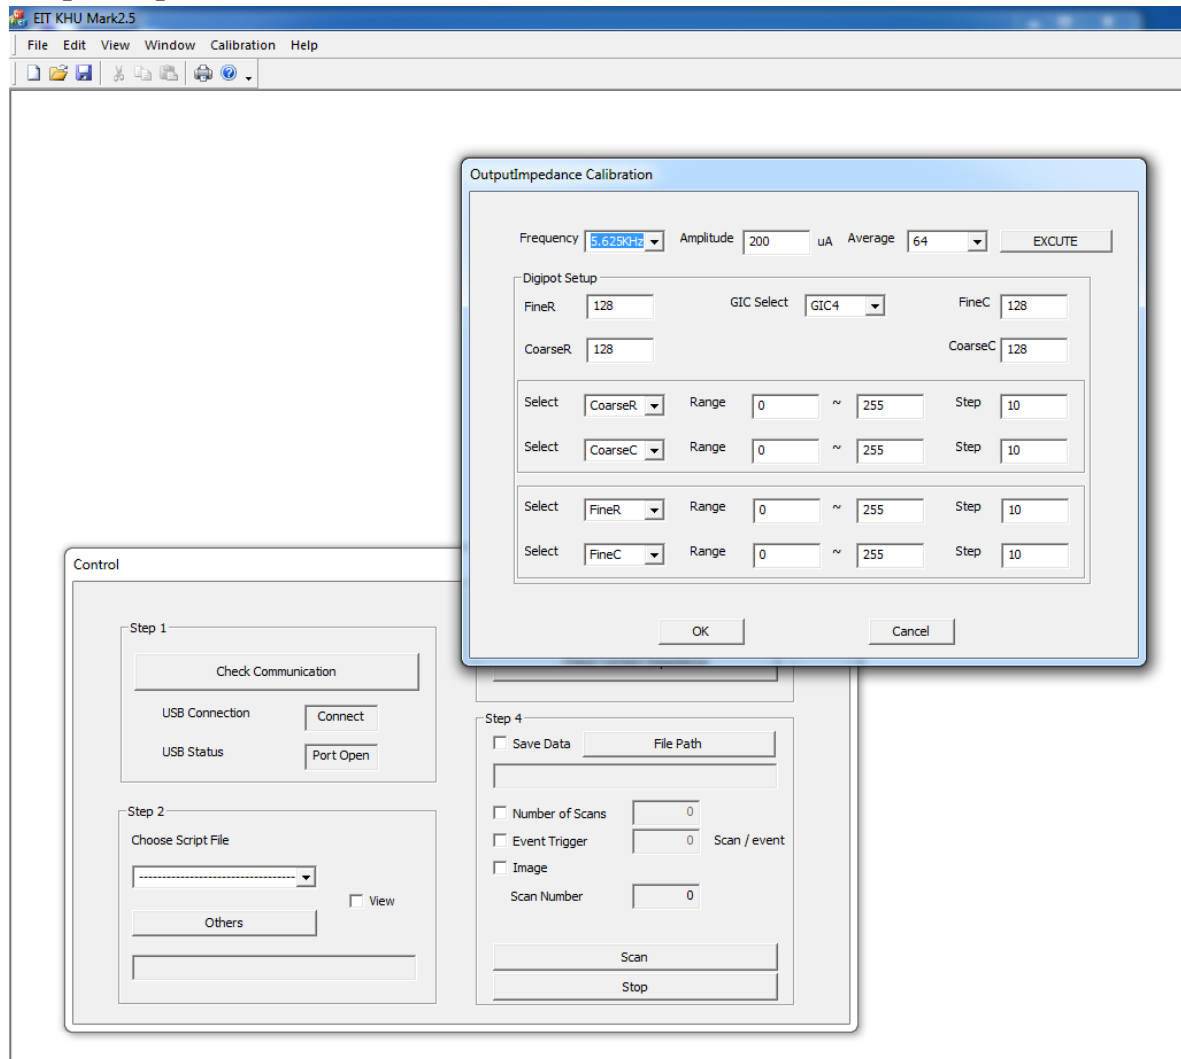 EIT KHU Mark2.5
File Edit View Window Calibration Help
OutputImpedance Calibration
Frequency 5.625KHz Amplitude 200 uA Average 64 EXCUTE
Digipot Setup
FineR 128 GIC Select GIC4 FineC 128
CoarseR 128 CoarseC 128
Select CoarseR Range 0 ~ 255 Step 10
Select CoarseC Range 0 ~ 255 Step 10
Select FineR Range 0 ~ 255 Step 10
Select FineC Range 0 ~ 255 Step 10
OK Cancel
Control
Step 1
Check Communication
USB Connection Connect
USB Status Port Open
Step 2
Choose Script File
---------------------------------
View
Others
Step 4
Save Data File Path
Number of Scans 0
Event Trigger 0 Scan / event
Image
Scan Number 0
Scan
Stop